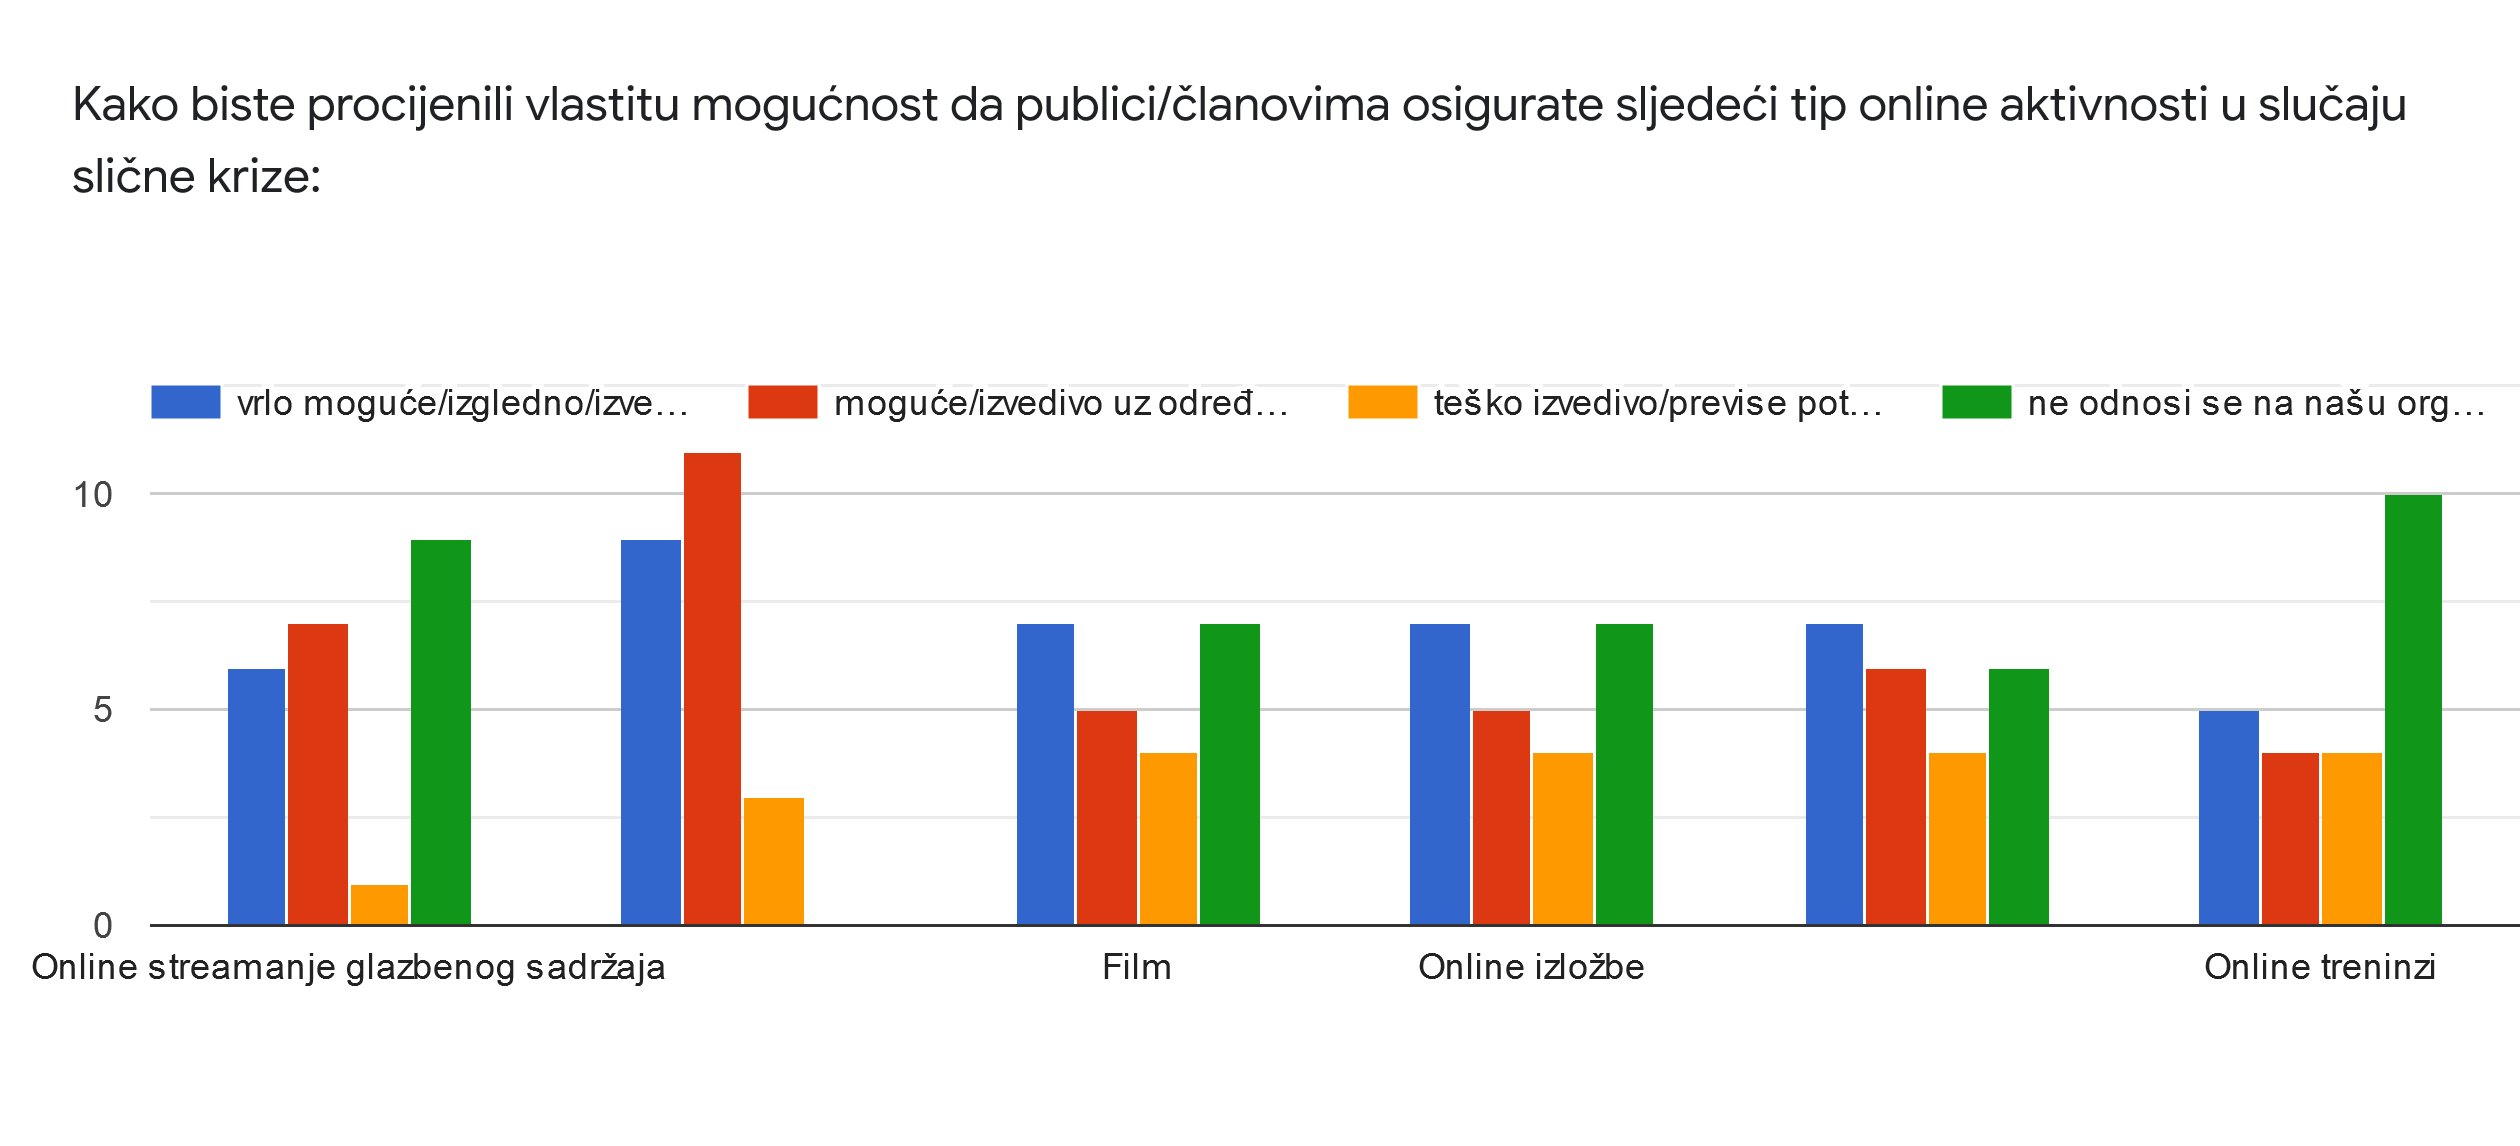 Kako biste procijenili vlastitu mogućnost da publici/članovima osigurate sljedeći tip online aktivnosti u slučaju
slične krize:
vrlo moguće/izgledno/izve… moguće/izvedivo uz određ… teško izvedivo/previse pot… ne odnosi se na našu org…
10
5
0
Online streamanje glazbenog sadržaja Film Online izložbe Online treninzi